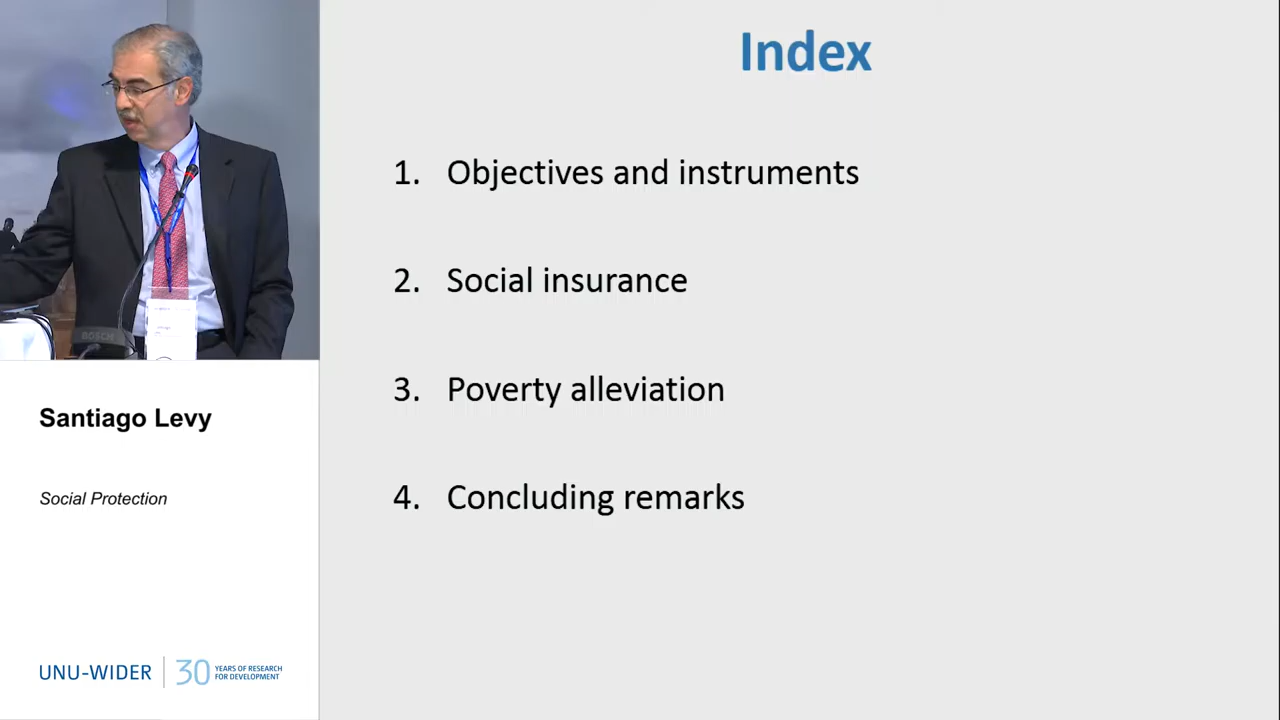 Index
1. Objectives and instruments
2. Social insurance
3. Poverty alleviation
4. Concluding remarks
BOSCH
Santiago Levy
Social Protection
UNU-WIDER
30 YEARS OF RESEARCH
FOR DEVELOPMENT